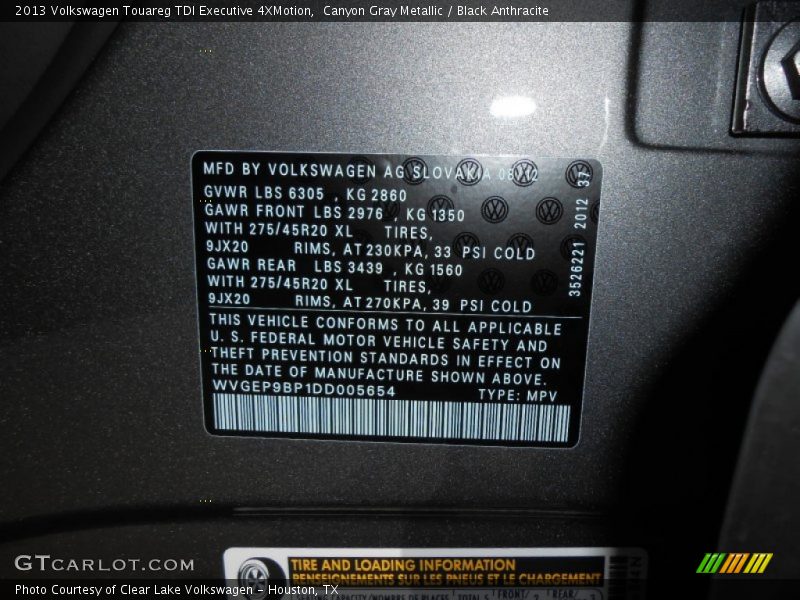 2013 Volkswagen Touareg TDI Executive 4XMotion,  Canyon Gray Metallic / Black Anthracite
MFD BY VOLKSWAGEN AG SLOVAKIA 08/12
GVWR LBS 6305 , KG 2860
GAWR FRONT LBS 2976 , KG 1350
WITH 275/45R20 XL TIRES,
9JX20 RIMS, AT 230KPA, 33 PSI COLD
GAWR REAR LBS 3439 , KG 1560
WITH 275/45R20 XL TIRES,
9JX20 RIMS, AT 270KPA, 39 PSI COLD
3526221 2012 37
THIS VEHICLE CONFORMS TO ALL APPLICABLE
U. S. FEDERAL MOTOR VEHICLE SAFETY AND
THEFT PREVENTION STANDARDS IN EFFECT ON
THE DATE OF MANUFACTURE SHOWN ABOVE.
WVGEP9BP1DD005654 TYPE: MPV
TIRE AND LOADING INFORMATION
RENSEIGNEMENTS SUR LES PNEUS ET LE CHARGEMENT
GTCARLOT.COM
Photo Courtesy of Clear Lake Volkswagen – Houston, TX